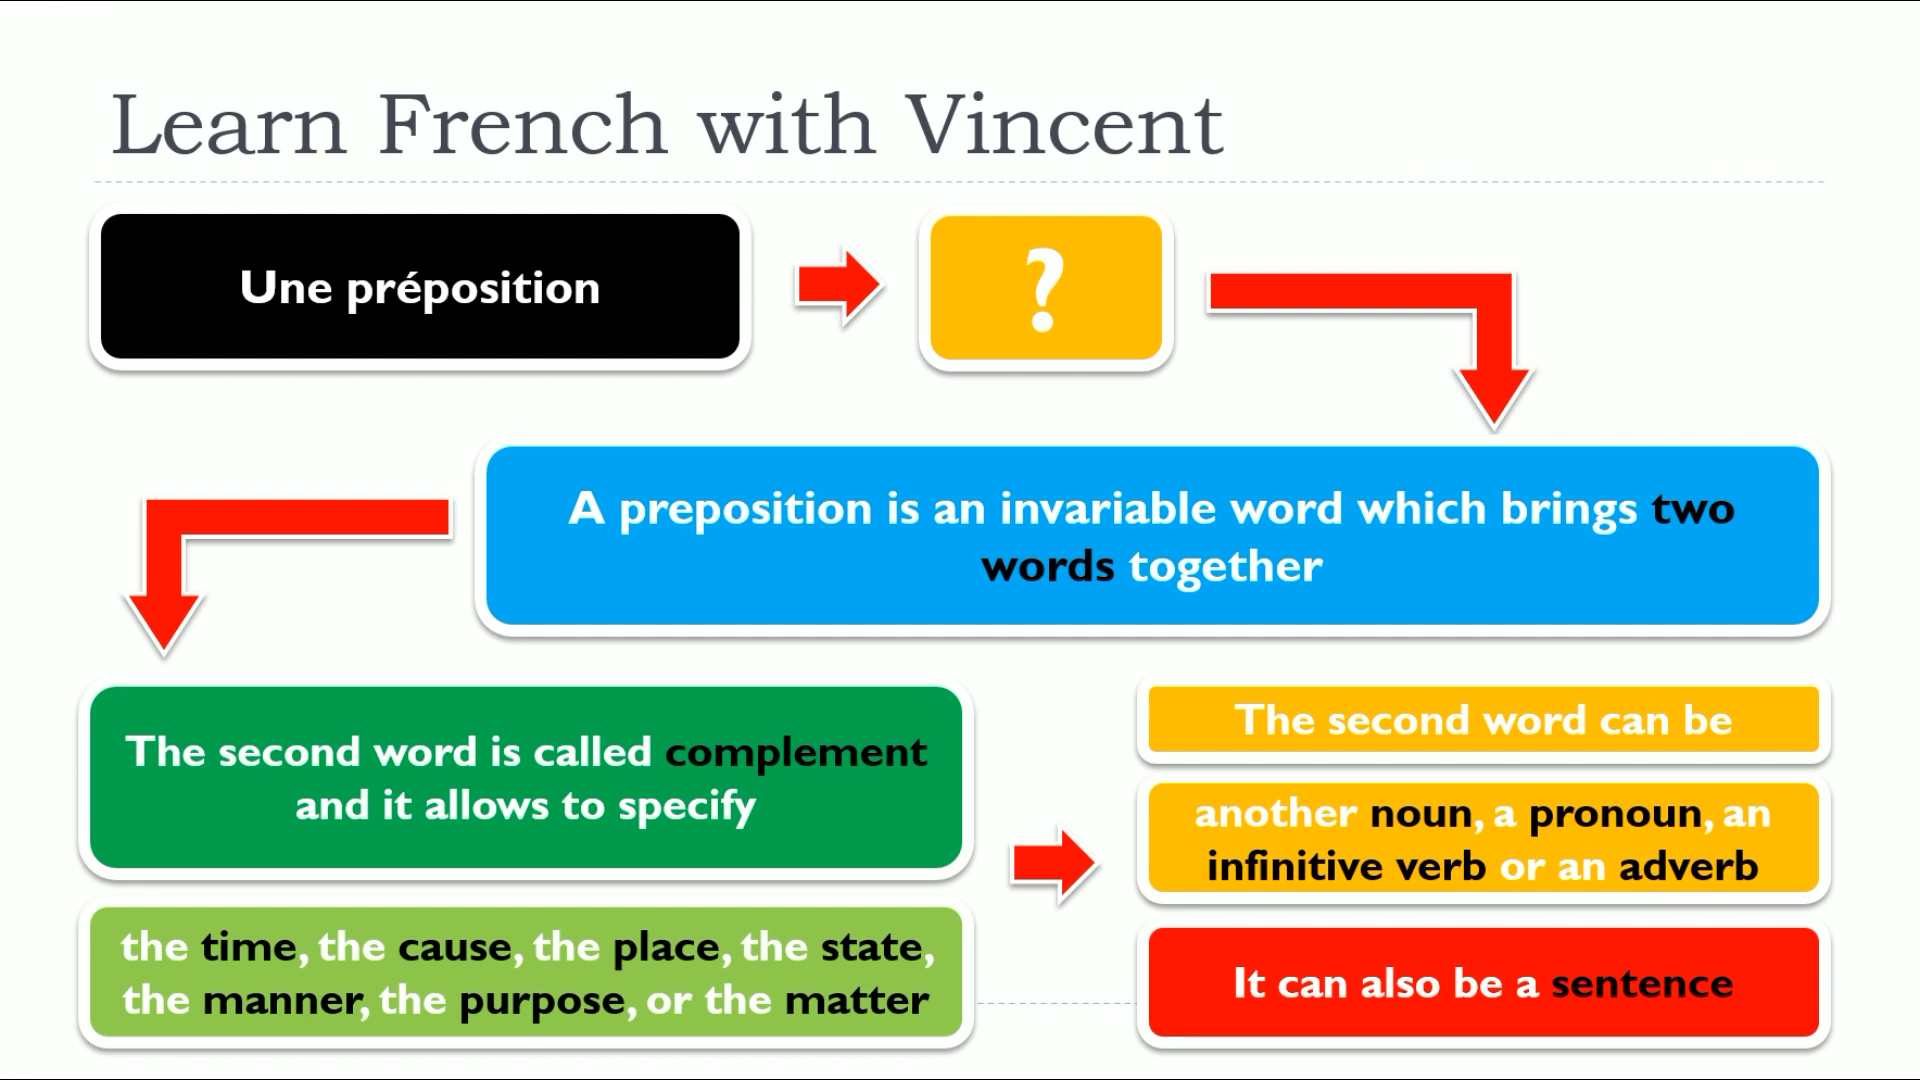 Learn French with Vincent
Une préposition
?
A preposition is an invariable word which brings two
words together
The second word is called complement
and it allows to specify
the time, the cause, the place, the state,
the manner, the purpose, or the matter
The second word can be
another noun, a pronoun, an
infinitive verb or an adverb
It can also be a sentence